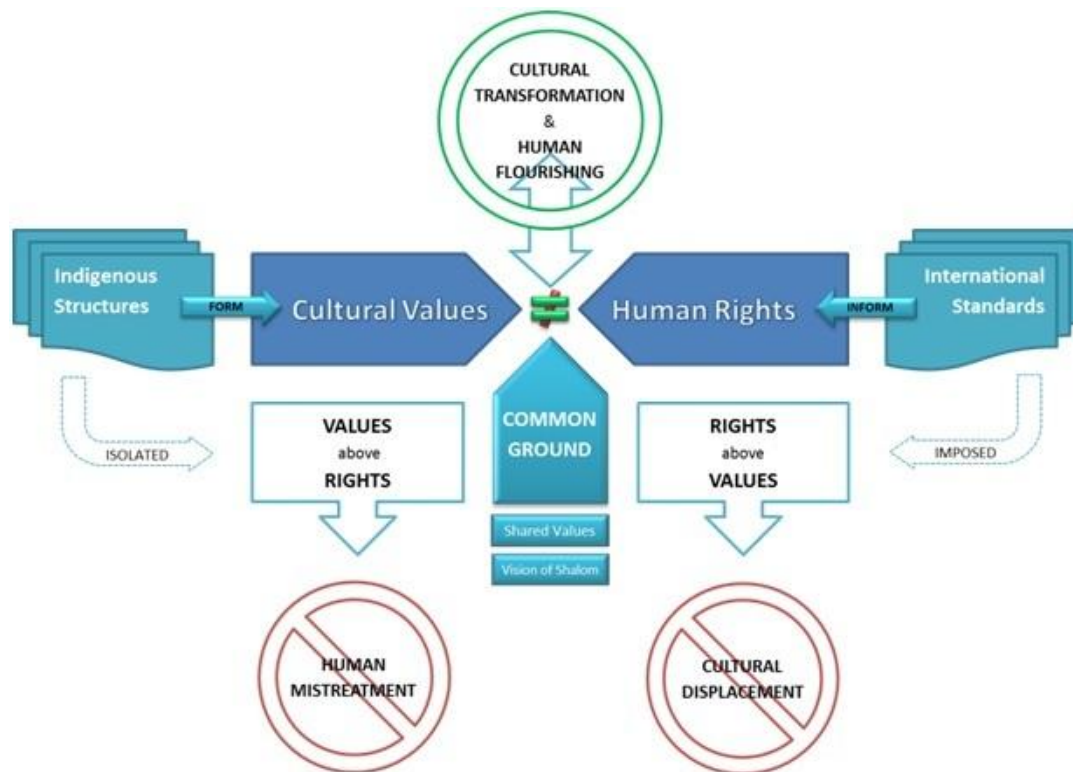 CULTURAL
TRANSFORMATION
&
HUMAN
FLOURISHING
Indigenous
Structures
FORM
Cultural Values
Human Rights
INFORM
International
Standards
ISOLATED
VALUES
above
RIGHTS
COMMON
GROUND
RIGHTS
above
VALUES
IMPOSED
Shared Values
Vision of Shalom
HUMAN
MISTREATMENT
CULTURAL
DISPLACEMENT